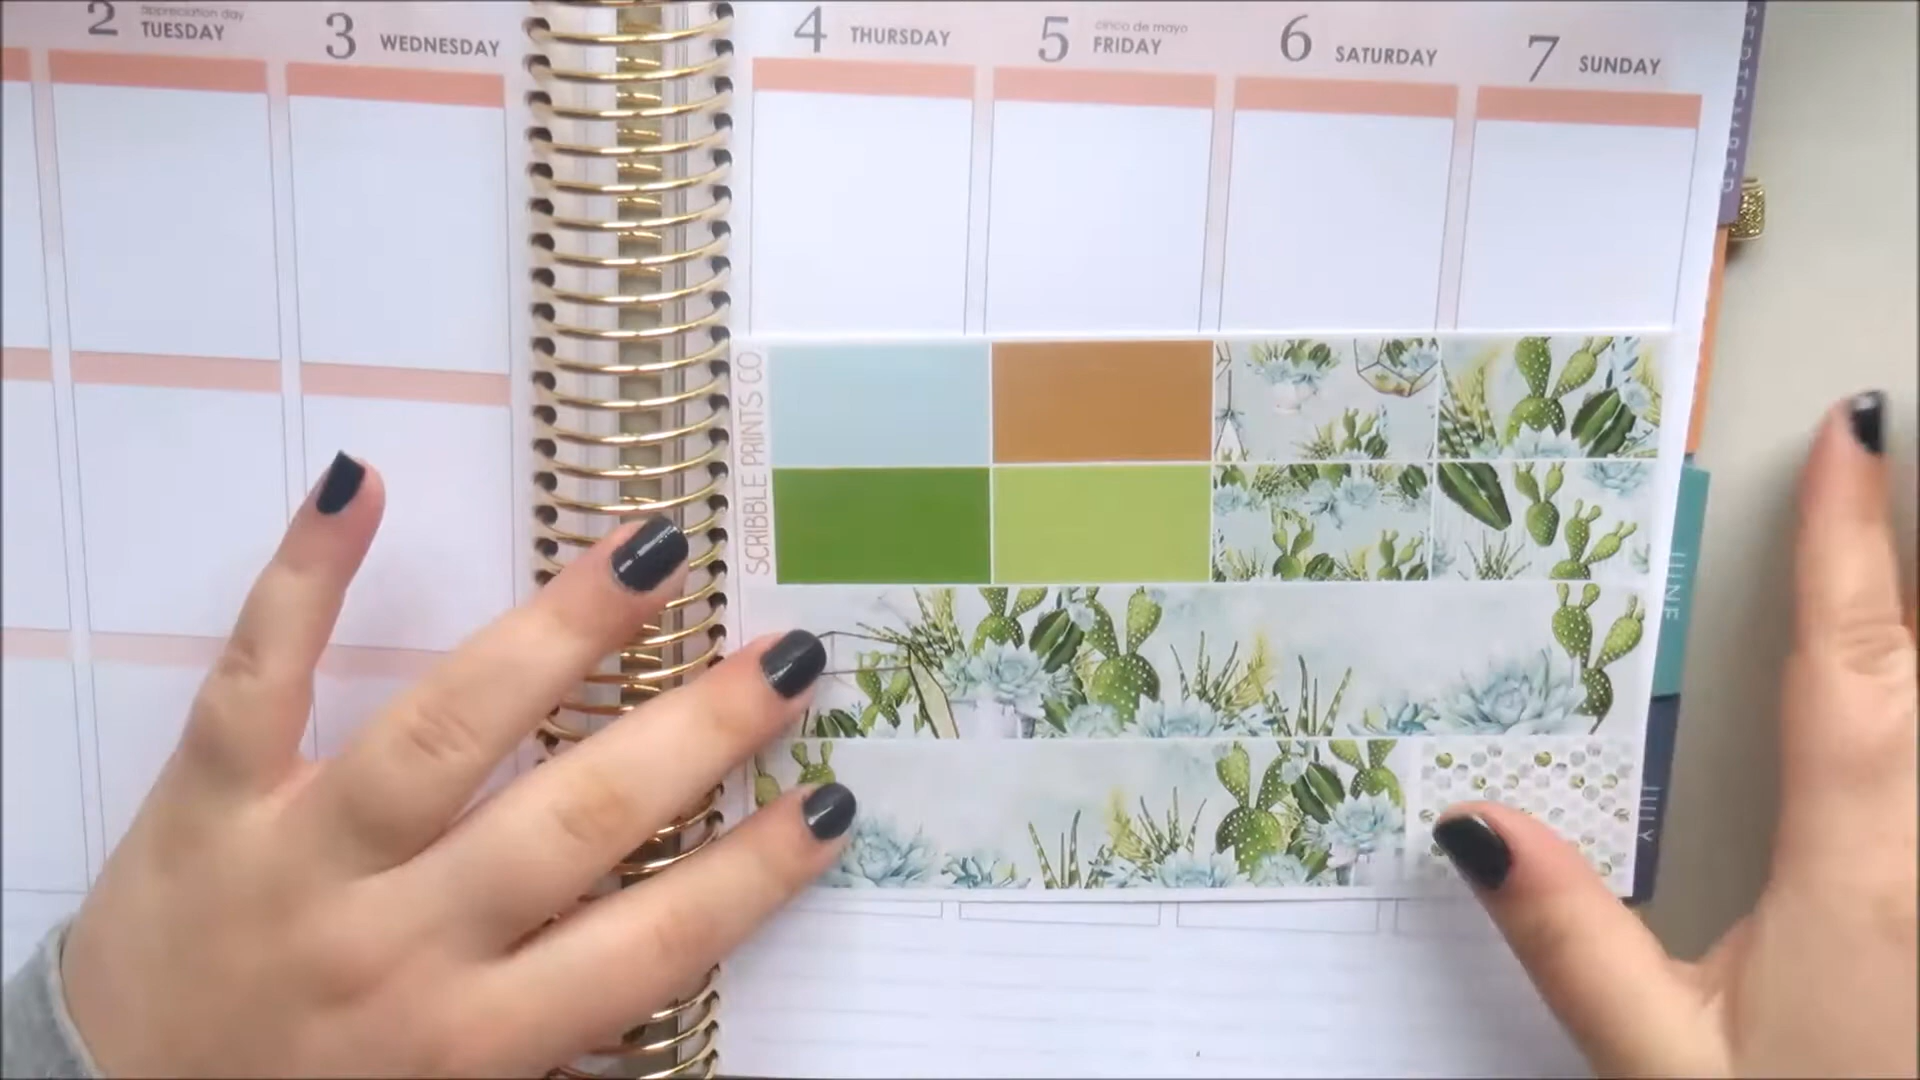 2 appreciation day
TUESDAY
3 WEDNESDAY
4 THURSDAY
5 cinco de mayo
FRIDAY
6 SATURDAY
7 SUNDAY
SEPTEMBER
SCRIBBLE PRINTS CO
JUNE
JULY